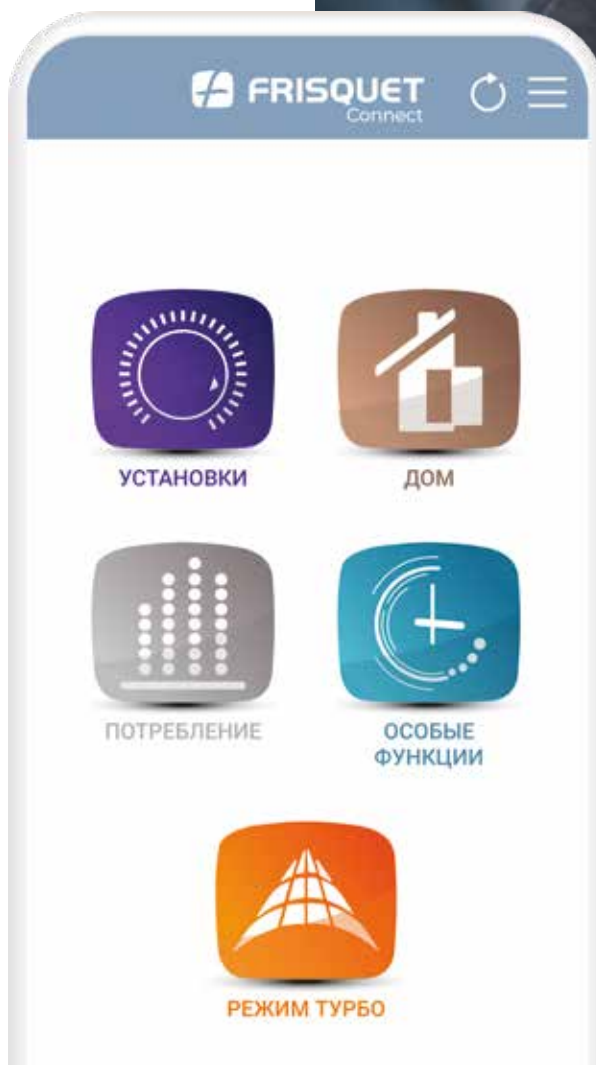 FRISQUET
Connect
УСТАНОВКИ
ДОМ
ПОТРЕБЛЕНИЕ
ОСОБЫЕ
ФУНКЦИИ
РЕЖИМ ТУРБО